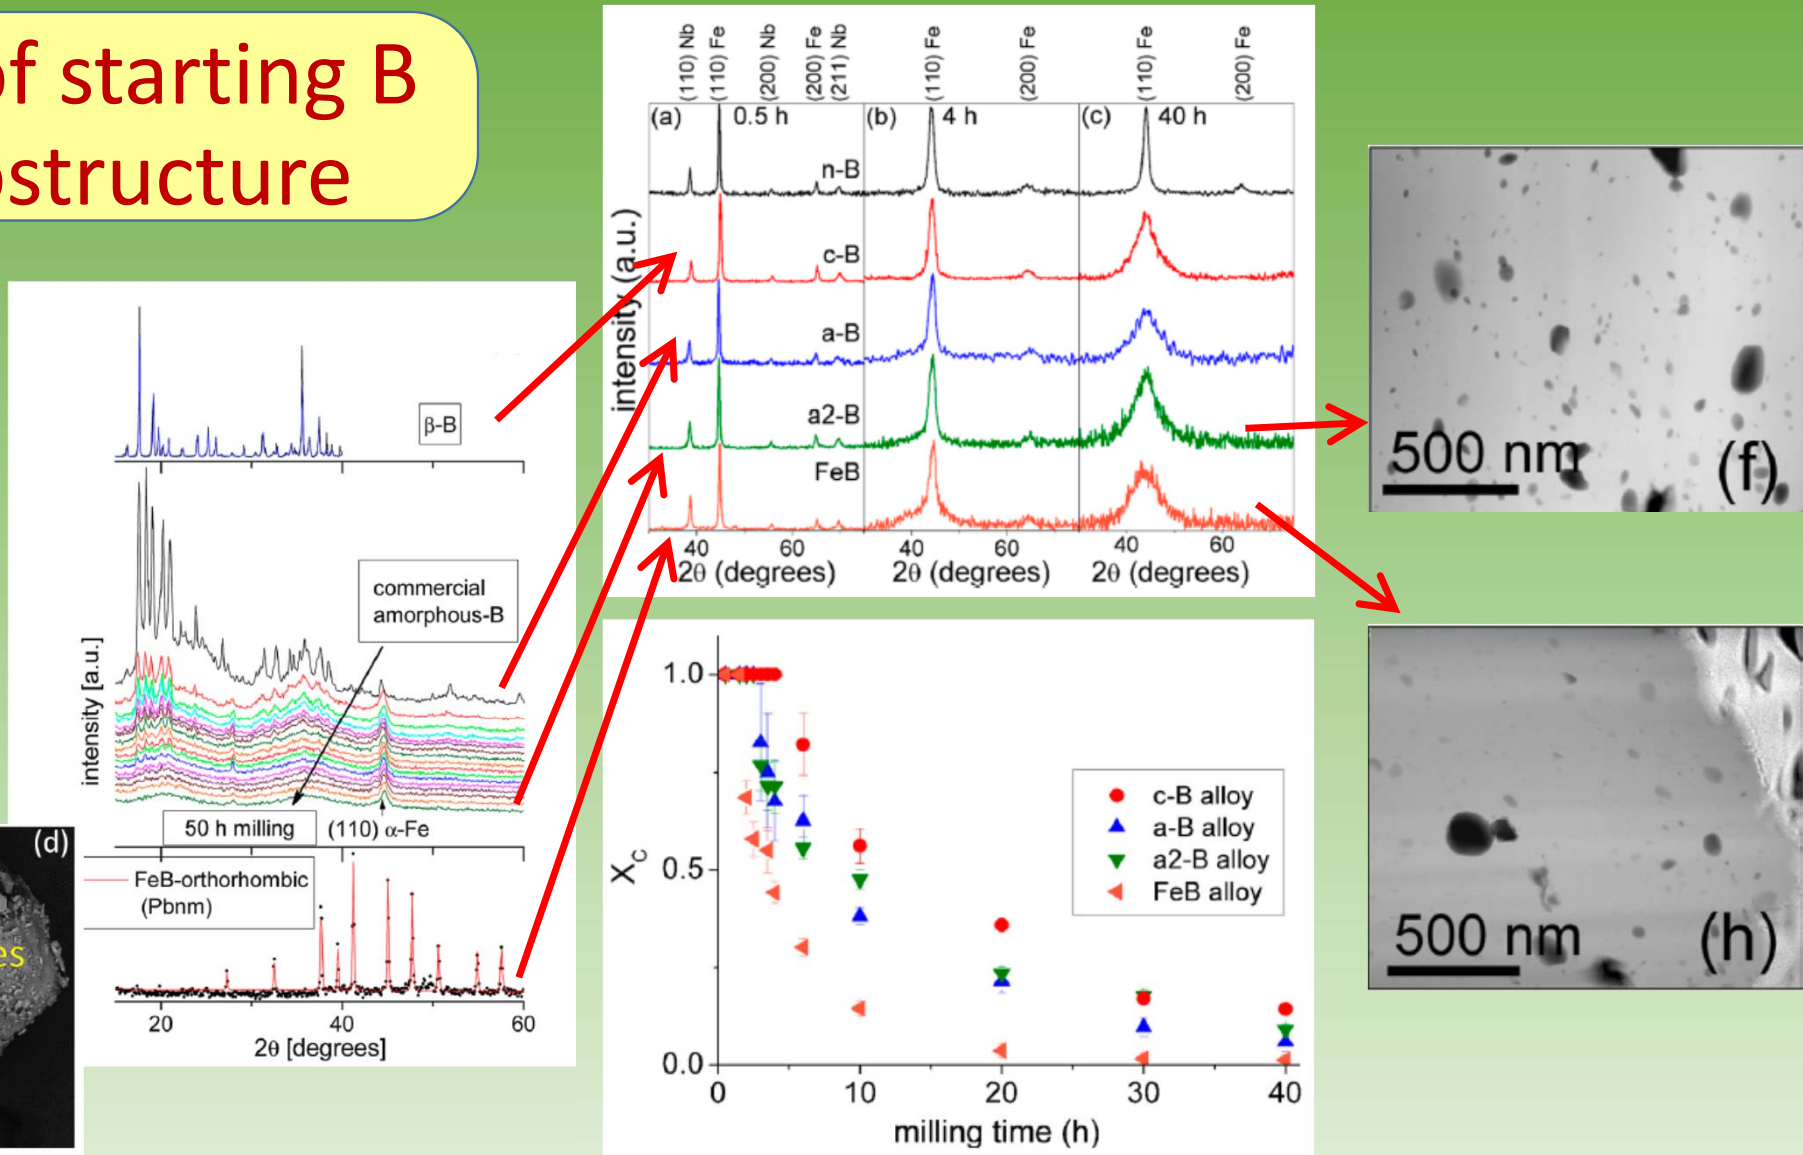 of starting B
ostructure
β-B
commercial
amorphous-B
intensity [a.u.]
50 h milling
(110) α-Fe
FeB-orthorhombic
(Pbnm)
20
40
60
2θ [degrees]
(d)
es
(110) Nb
(110) Fe
(200) Nb
(200) Fe
(211) Nb
(110) Fe
(200) Fe
(110) Fe
(200) Fe
(a)
0.5 h
(b)
4 h
(c)
40 h
n-B
c-B
a-B
a2-B
FeB
intensity (a.u.)
40
60
40
60
40
60
2θ (degrees)
2θ (degrees)
2θ (degrees)
1.0
0.5
0.0
X_C
c-B alloy
a-B alloy
a2-B alloy
FeB alloy
0
10
20
30
40
milling time (h)
500 nm
(f)
500 nm
(h)